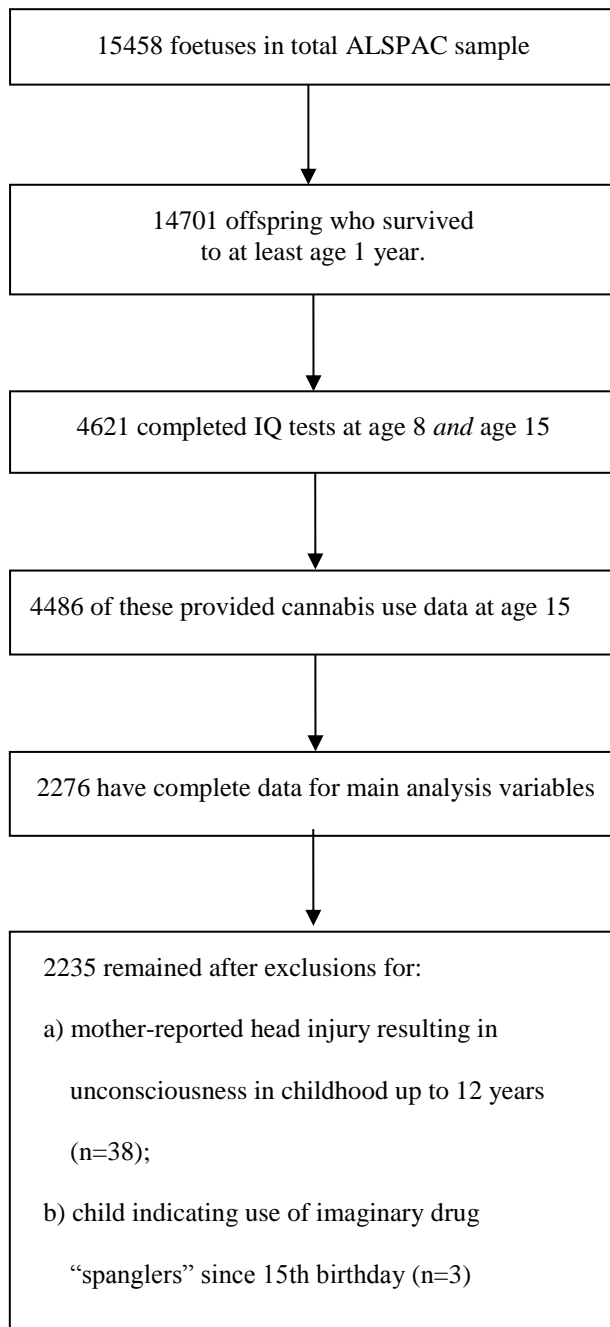 15458 foetuses in total ALSPAC sample
14701 offspring who survived
to at least age 1 year.
4621 completed IQ tests at age 8 and age 15
4486 of these provided cannabis use data at age 15
2276 have complete data for main analysis variables
2235 remained after exclusions for:
a) mother-reported head injury resulting in
unconsciousness in childhood up to 12 years
(n=38);
b) child indicating use of imaginary drug
“spanglers” since 15th birthday (n=3)